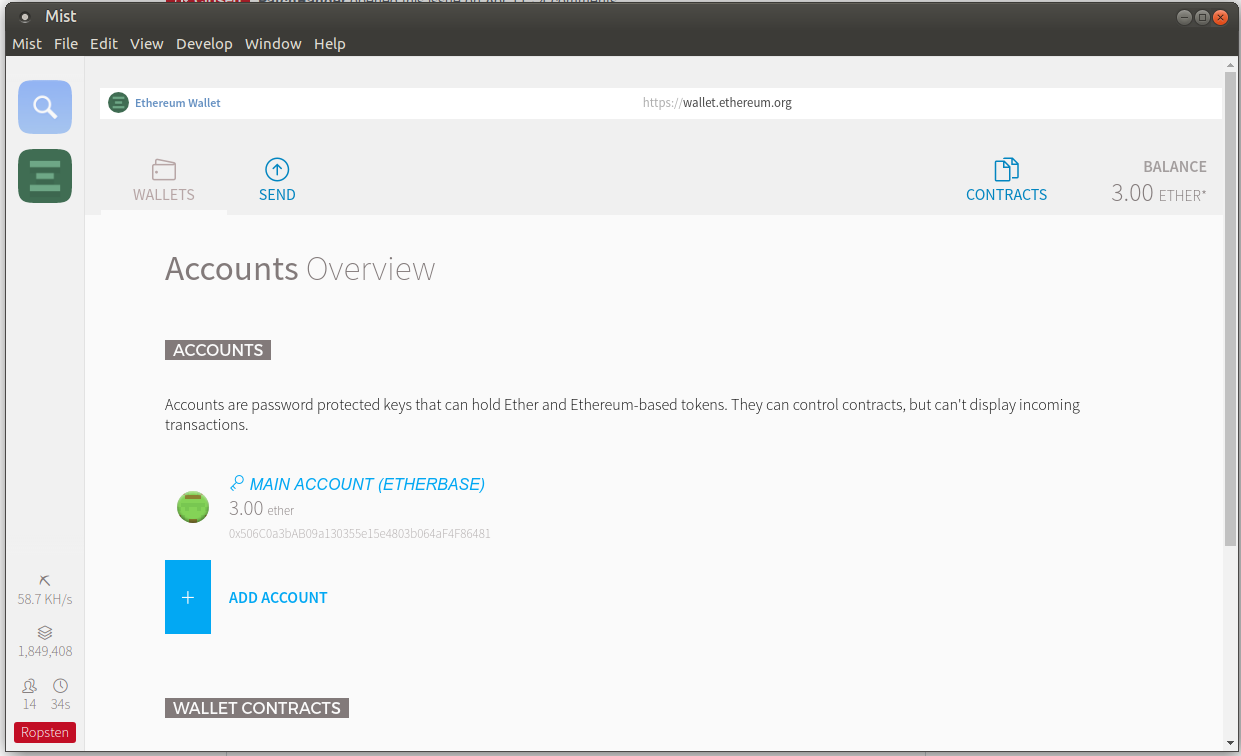 Mist
Mist File Edit View Develop Window Help
Ethereum Wallet https://wallet.ethereum.org
WALLETS SEND CONTRACTS BALANCE
3.00 ETHER*
Accounts Overview
ACCOUNTS
Accounts are password protected keys that can hold Ether and Ethereum-based tokens. They can control contracts, but can't display incoming
transactions.
MAIN ACCOUNT (ETHERBASE)
3.00 ether
0x506C0a3bAB09a130355e15e4803b064aF4F86481
+ ADD ACCOUNT
WALLET CONTRACTS
58.7 KH/s
1,849,408
14 34s
Ropsten